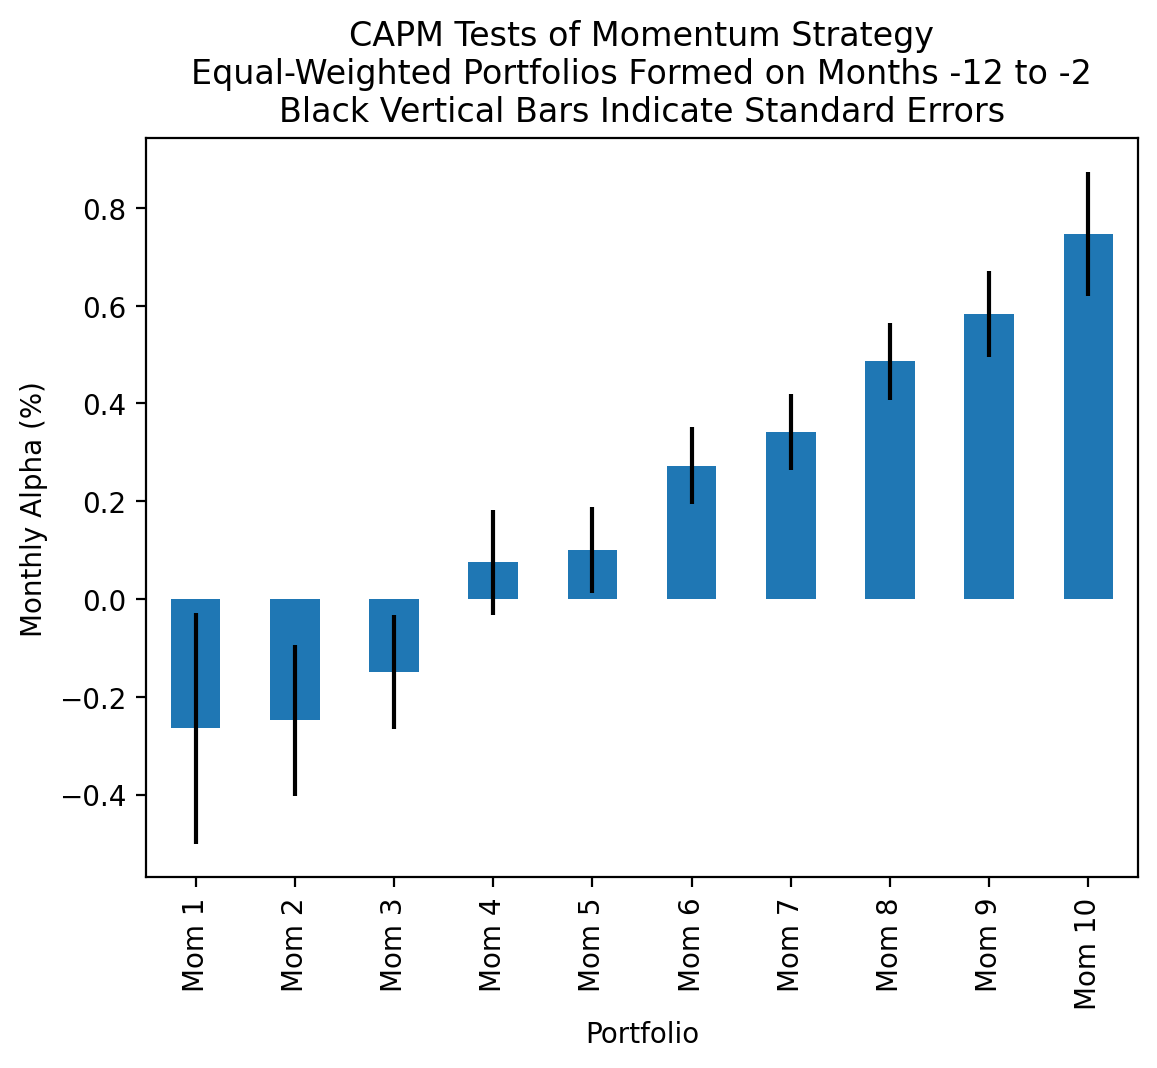 CAPM Tests of Momentum Strategy
Equal-Weighted Portfolios Formed on Months -12 to -2
Black Vertical Bars Indicate Standard Errors
Monthly Alpha (%)
0.8
0.6
0.4
0.2
0.0
−0.2
−0.4
Mom 1
Mom 2
Mom 3
Mom 4
Mom 5
Mom 6
Mom 7
Mom 8
Mom 9
Mom 10
Portfolio